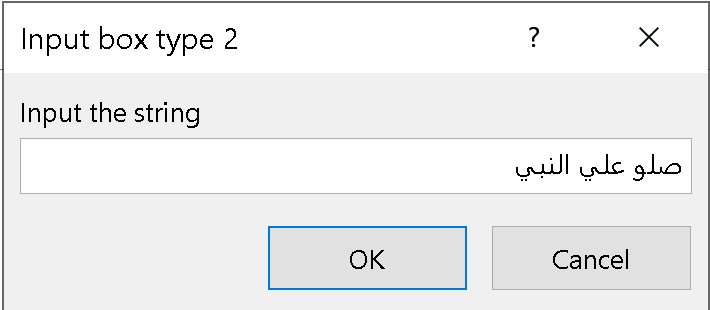 Input box type 2
?
Input the string
صلو علي النبي
OK
Cancel